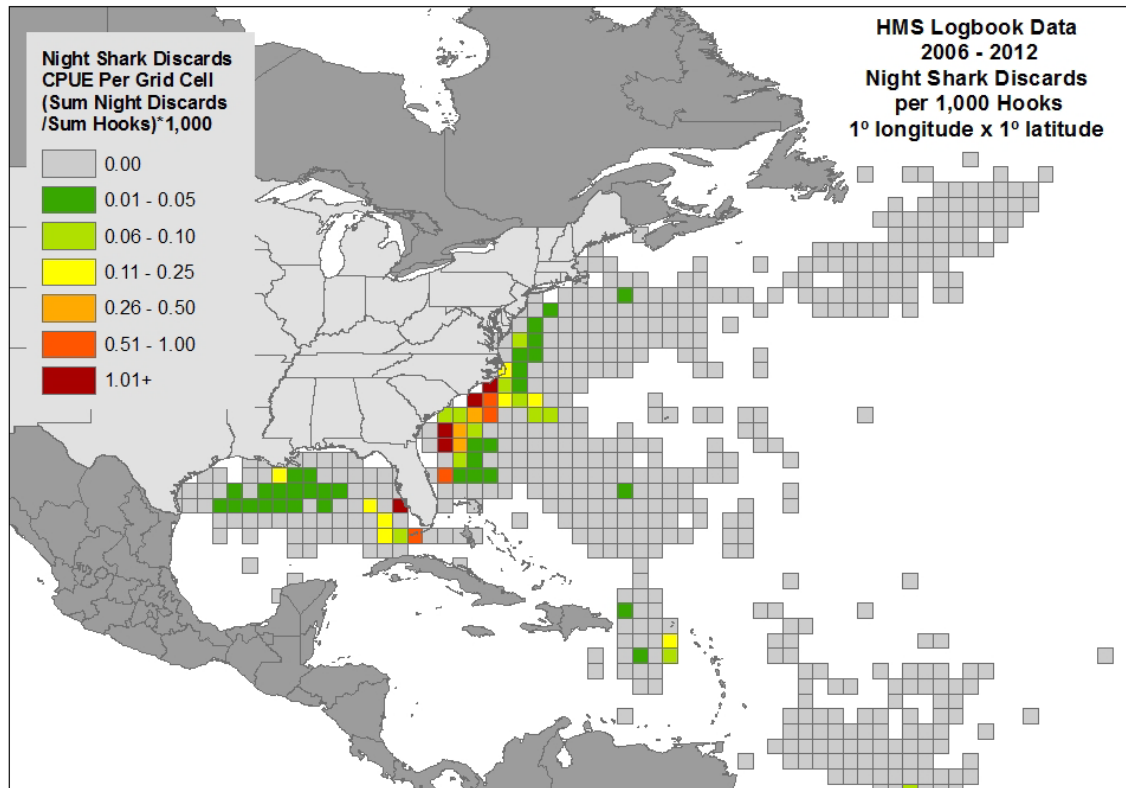 Night Shark Discards
CPUE Per Grid Cell
(Sum Night Discards
/Sum Hooks)*1,000
0.00
0.01 - 0.05
0.06 - 0.10
0.11 - 0.25
0.26 - 0.50
0.51 - 1.00
1.01+
HMS Logbook Data
2006 - 2012
Night Shark Discards
per 1,000 Hooks
1º longitude x 1º latitude